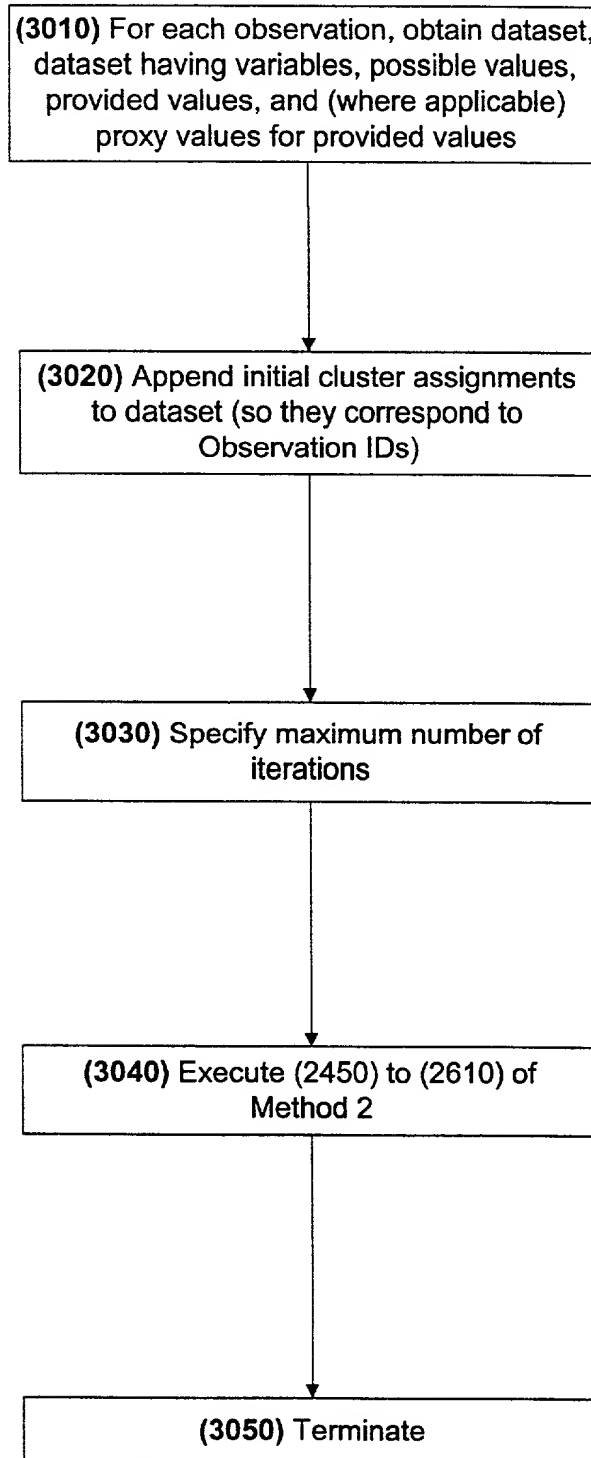 (3010) For each observation, obtain dataset,
dataset having variables, possible values,
provided values, and (where applicable)
proxy values for provided values
(3020) Append initial cluster assignments
to dataset (so they correspond to
Observation IDs)
(3030) Specify maximum number of
iterations
(3040) Execute (2450) to (2610) of
Method 2
(3050) Terminate